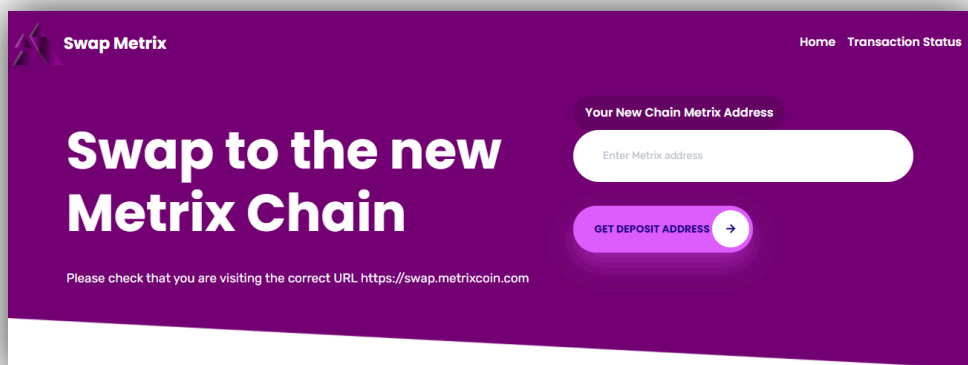 Swap Metrix
Home Transaction Status
Swap to the new
Metrix Chain
Please check that you are visiting the correct URL https://swap.metrixcoin.com
Your New Chain Metrix Address
Enter Metrix address
GET DEPOSIT ADDRESS